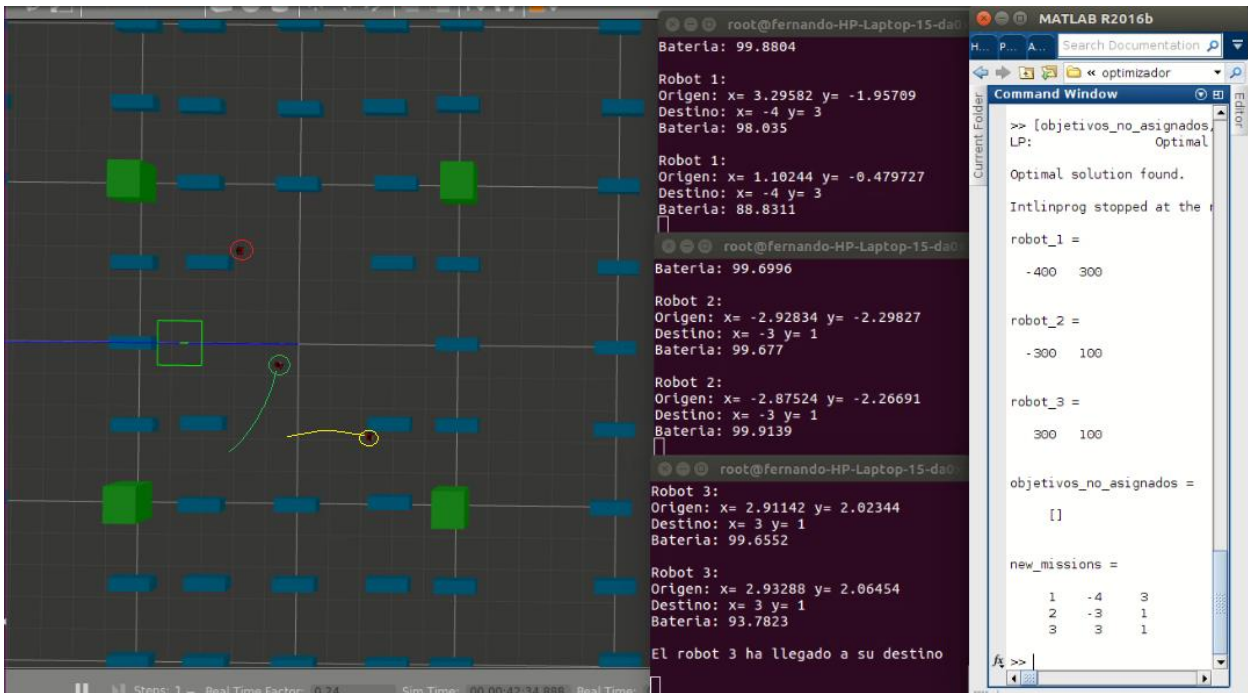 root@fernando-HP-Laptop-15-da0
Bateria: 99.8804
Robot 1:
Origen: x= 3.29582 y= -1.95709
Destino: x= -4 y= 3
Bateria: 98.035
Robot 1:
Origen: x= 1.10244 y= -0.479727
Destino: x= -4 y= 3
Bateria: 88.8311
root@fernando-HP-Laptop-15-da0
Bateria: 99.6996
Robot 2:
Origen: x= -2.92834 y= -2.29827
Destino: x= -3 y= 1
Bateria: 99.677
Robot 2:
Origen: x= -2.87524 y= -2.26691
Destino: x= -3 y= 1
Bateria: 99.9139
root@fernando-HP-Laptop-15-da0
Robot 3:
Origen: x= 2.91142 y= 2.02344
Destino: x= 3 y= 1
Bateria: 99.6552
Robot 3:
Origen: x= 2.93288 y= 2.06454
Destino: x= 3 y= 1
Bateria: 93.7823
El robot 3 ha llegado a su destino
MATLAB R2016b
H... P... A... Search Documentation
« optimizador
Current Folder
Command Window
Editor
>> [objetivos_no_asignados,
LP: Optimal
Optimal solution found.
Intlinprog stopped at the
robot_1 =
-400 300
robot_2 =
-300 100
robot_3 =
300 100
objetivos_no_asignados =
[]
new_missions =
1 -4 3
2 -3 1
3 3 1
fx >>
Steps: 1 Real Time Factor: 0.24 Sim Time: 00 00:42:34.888 Real Time: